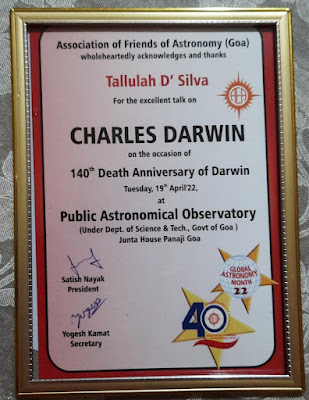 Association of Friends of Astronomy (Goa)
wholeheartedly acknowledges and thanks
Tallulah D' Silva
For the excellent talk on
CHARLES DARWIN
on the occasion of
140th Death Anniversary of Darwin
Tuesday, 19th April'22,
at
Public Astronomical Observatory
(Under Dept. of Science & Tech., Govt of Goa )
Junta House Panaji Goa
Satish Nayak
President
Yogesh Kamat
Secretary
GLOBAL
ASTRONOMY
MONTH
22
40